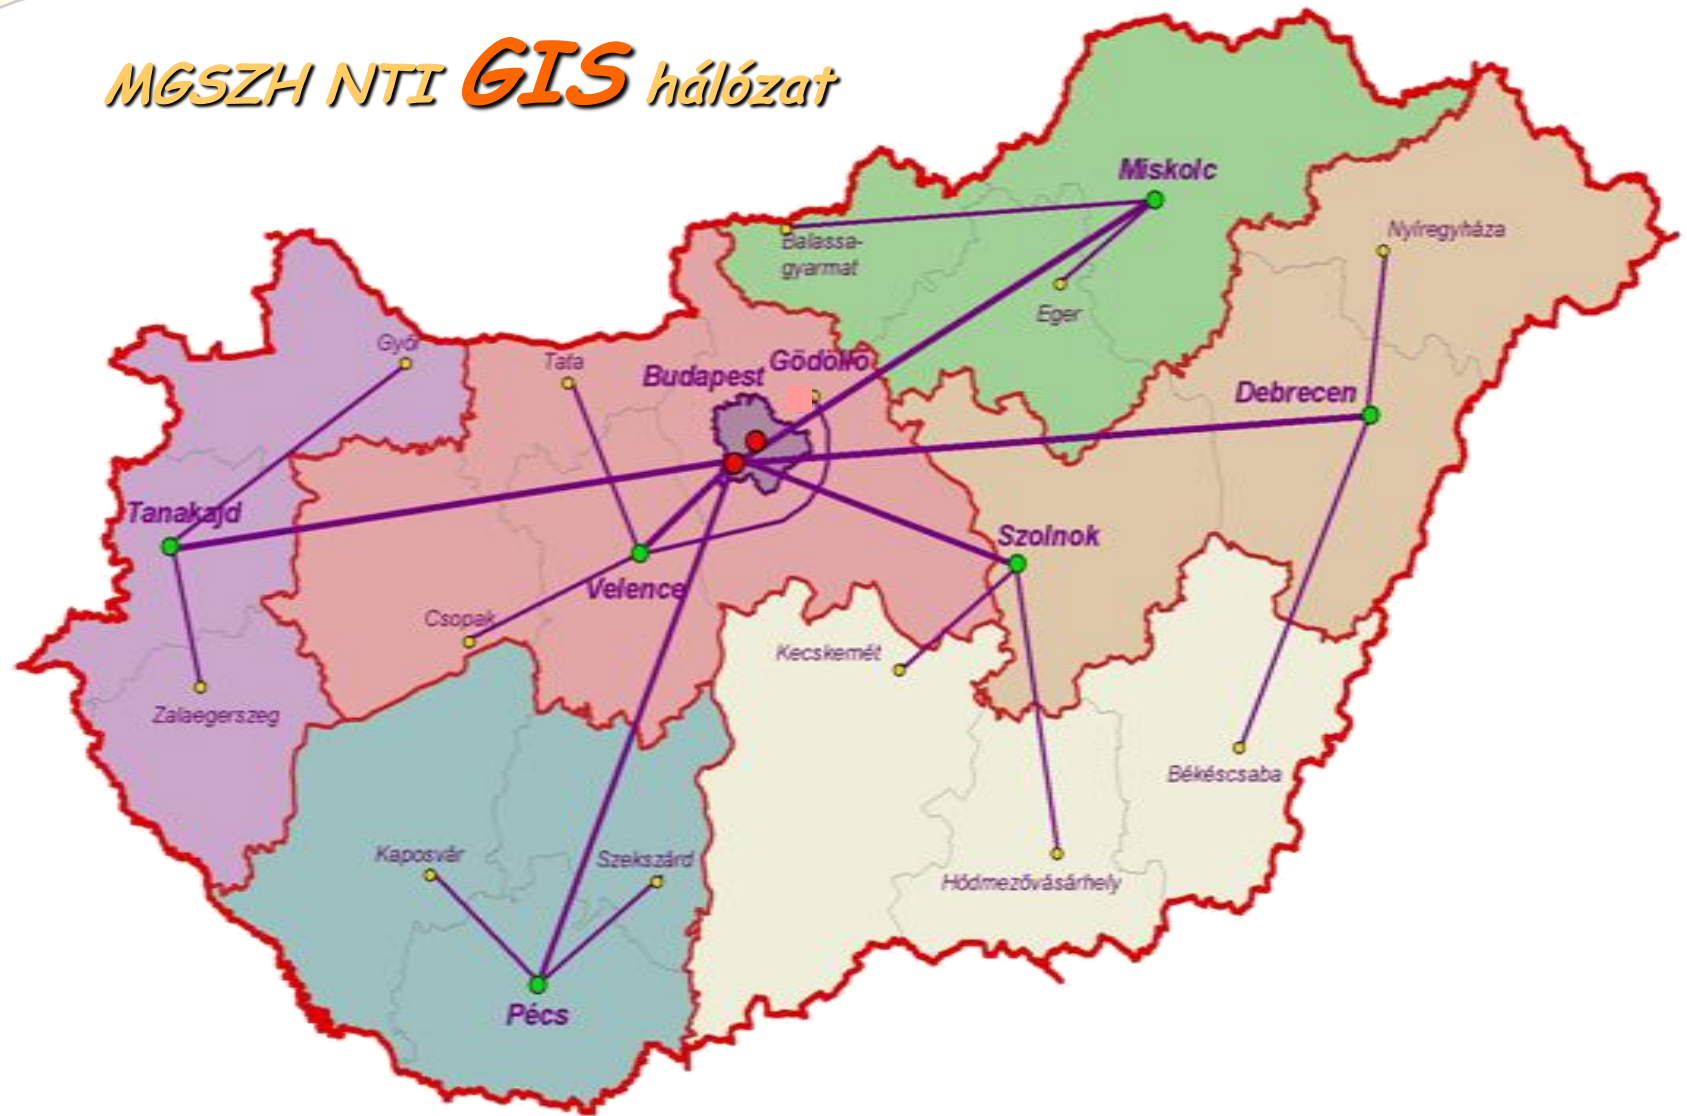 MGSZH NTI GIS hálózat
Miskolc
Balassa-
gyarmat
Nyíregyháza
Eger
Győr
Tata
Gödöllő
Budapest
Debrecen
Tanakajd
Szolnok
Velence
Csopak
Kecskemét
Zalaegerszeg
Békéscsaba
Kaposvár
Szekszárd
Hódmezővásárhely
Pécs